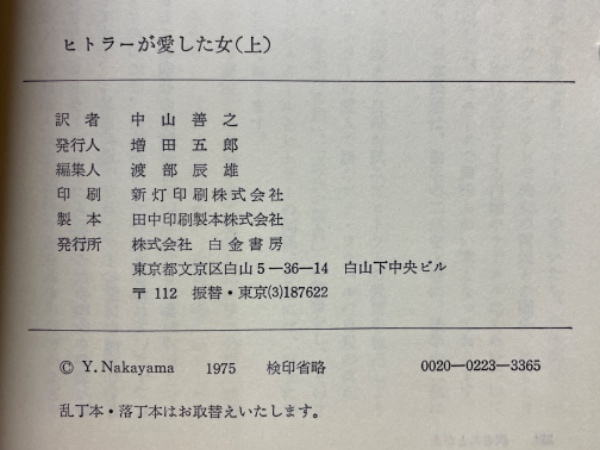 ヒトラーが愛した女(上)
訳者 中山善之
発行人 増田五郎
編集人 渡部辰雄
印刷 新灯印刷株式会社
製本 田中印刷製本株式会社
発行所 株式会社 白金書房
東京都文京区白山5―36―14 白山下中央ビル
〒112 振替・東京(3)187622
© Y. Nakayama 1975 検印省略 0020―0223―3365
乱丁本・落丁本はお取替えいたします。